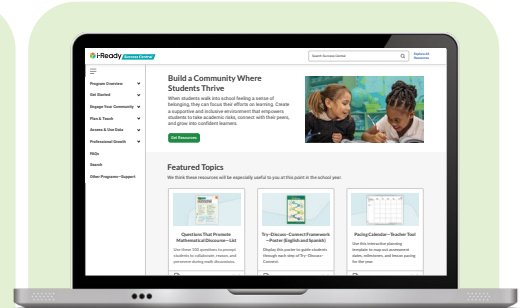 i-Ready Success Central
Search Success Central
Explore All
Resources
Program Overview
Get Started
Engage Your Community
Plan & Teach
Assess & Use Data
Professional Growth
FAQs
Search
Other Programs—Support
Build a Community Where
Students Thrive
When students walk into school feeling a sense of
belonging, they can focus their efforts on learning. Create
a supportive and inclusive environment that empowers
students to take academic risks, connect with their peers,
and grow into confident learners.
Get Resources
Featured Topics
We think these resources will be especially useful to you at this point in the school year.
Questions That Promote
Mathematical Discourse—List
Use these 100 questions to prompt
students to collaborate, reason, and
persevere during math discussions.
Try–Discuss–Connect Framework
—Poster (English and Spanish)
Display this poster to guide students
through each step of Try–Discuss–
Connect.
Pacing Calendar—Teacher Tool
Use this interactive planning
template to map out assessment
dates, milestones, and lesson pacing
for the year.